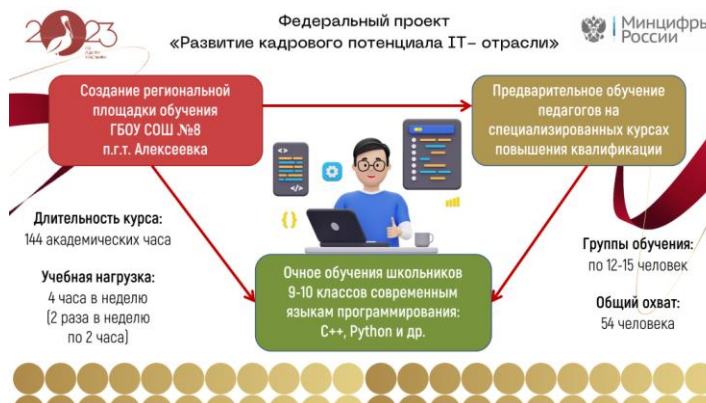 2023
Федеральный проект
«Развитие кадрового потенциала IT– отрасли»
Минцифры
России
Создание региональной
площадки обучения
ГБОУ СОШ №8
п.г.т. Алексеевка
Предварительное обучение
педагогов на
специализированных курсах
повышения квалификации
Длительность курса:
144 академических часа
Учебная нагрузка:
4 часа в неделю
(2 раза в неделю
по 2 часа)
Очное обучения школьников
9-10 классов современным
языкам программирования:
С++, Python и др.
Группы обучения:
по 12-15 человек
Общий охват:
54 человека